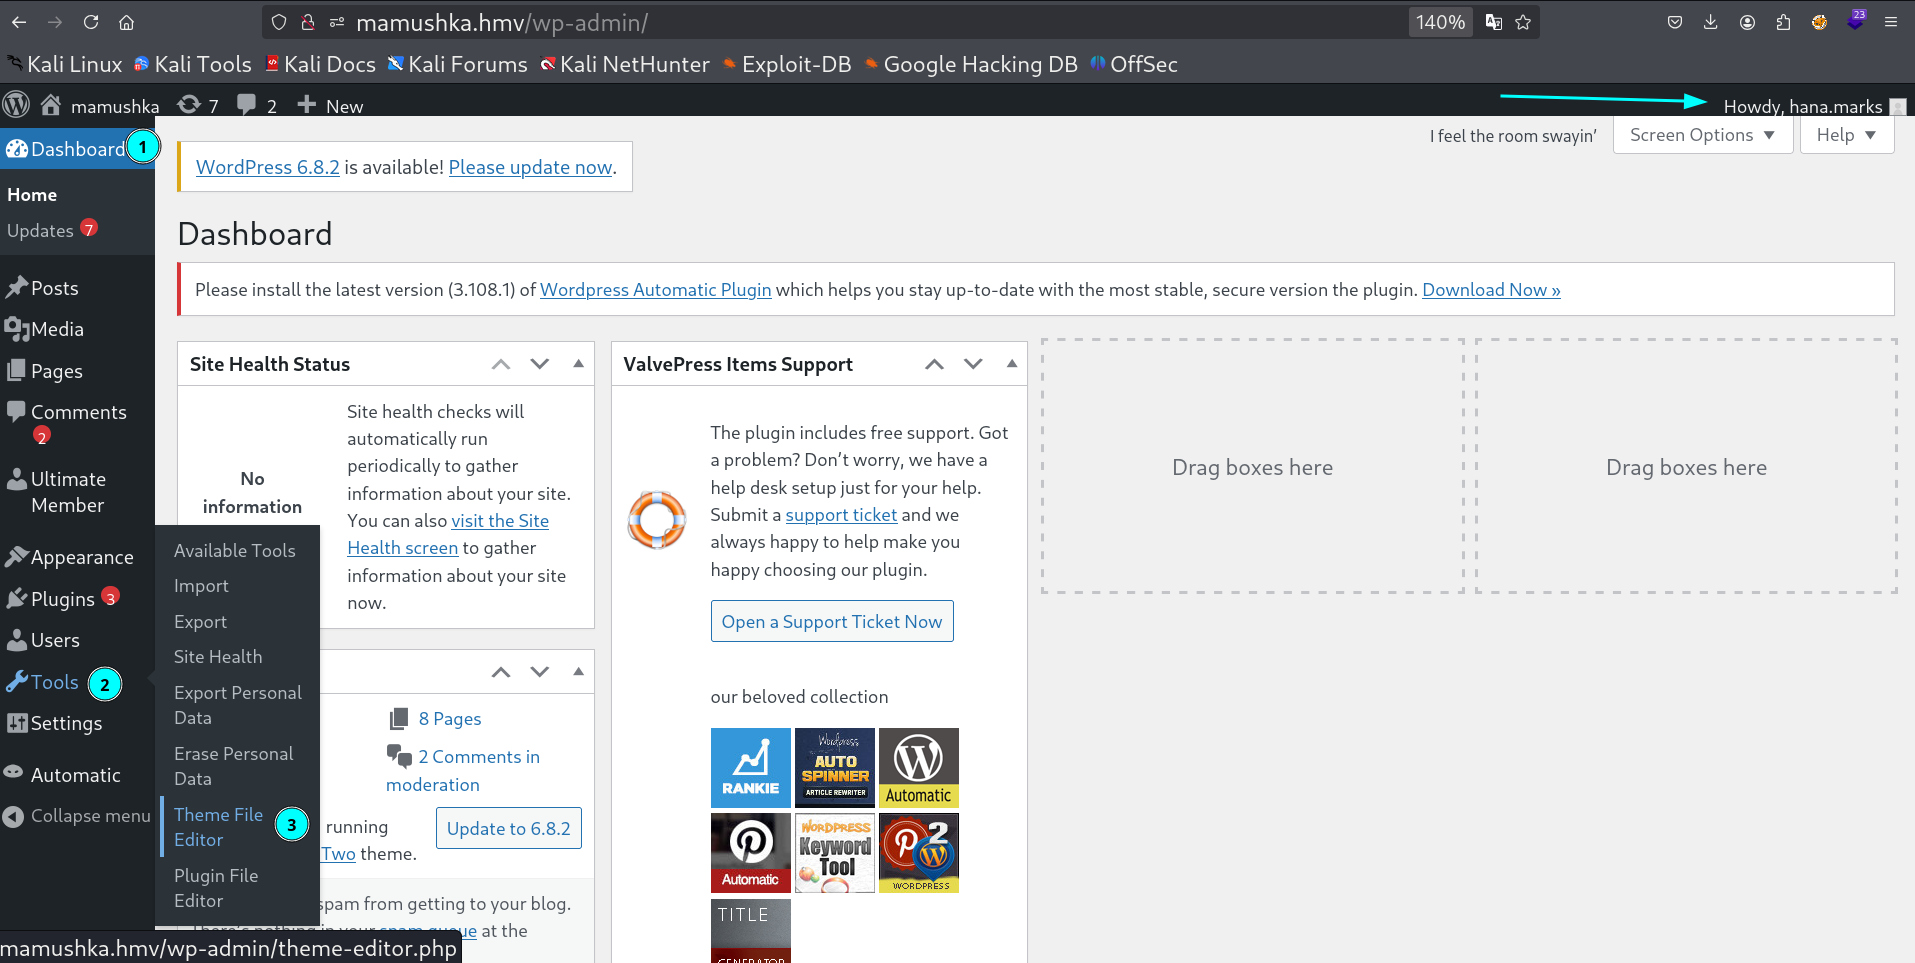 mamushka.hmv/wp-admin/
140%
23
Kali Linux Kali Tools Kali Docs Kali Forums Kali NetHunter Exploit-DB Google Hacking DB OffSec
mamushka 7 2 New Howdy, hana.marks
Dashboard 1
Home
Updates 7
Posts
Media
Pages
Comments
2
Ultimate
Member
Appearance
Plugins 3
Users
Tools 2
Settings
Automatic
Collapse menu
Available Tools
Import
Export
Site Health
Export Personal
Data
Erase Personal
Data
Theme File
Editor 3
Plugin File
Editor
I feel the room swayin’ Screen Options Help
WordPress 6.8.2 is available! Please update now.
Dashboard
Please install the latest version (3.108.1) of Wordpress Automatic Plugin which helps you stay up-to-date with the most stable, secure version the plugin. Download Now »
Site Health Status
No
information
Site health checks will
automatically run
periodically to gather
information about your site.
You can also visit the Site
Health screen to gather
information about your site
now.
8 Pages
2 Comments in
moderation
running
Two theme.
Update to 6.8.2
spam from getting to your blog.
There’s nothing in your spam queue at the
ValvePress Items Support
The plugin includes free support. Got
a problem? Don’t worry, we have a
help desk setup just for your help.
Submit a support ticket and we
always happy to help make you
happy choosing our plugin.
Open a Support Ticket Now
our beloved collection
RANKIE
Wordpress
AUTO
SPINNER
ARTICLE REWRITER
Automatic
Automatic
WORDPRESS
Keyword
Tool
2
WORDPRESS
TITLE
GENERATOR
Drag boxes here
Drag boxes here
mamushka.hmv/wp-admin/theme-editor.php